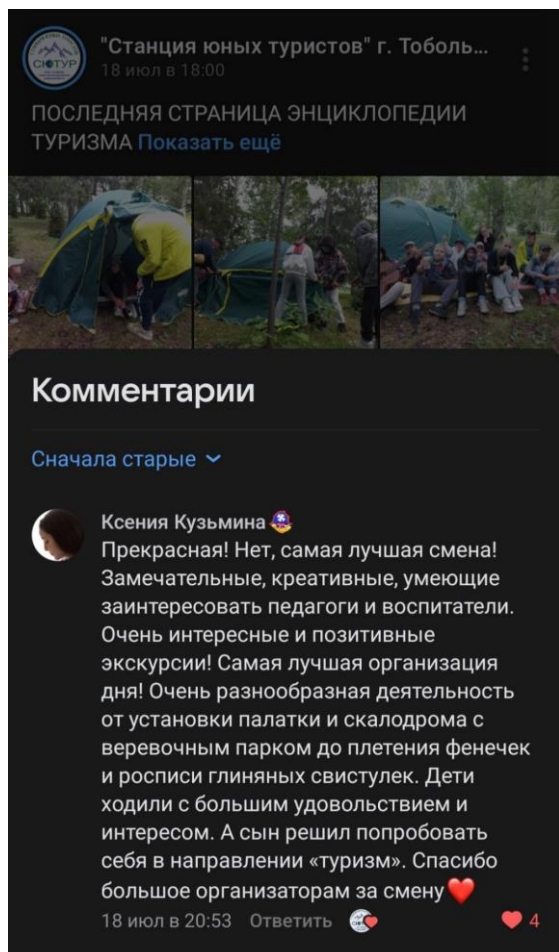 "Станция юных туристов" г. Тоболь...
18 июл в 18:00
СЮТУР
ПОСЛЕДНЯЯ СТРАНИЦА ЭНЦИКЛОПЕДИИ
ТУРИЗМА Показать ещё
Комментарии
Сначала старые
Ксения Кузьмина
Прекрасная! Нет, самая лучшая смена!
Замечательные, креативные, умеющие
заинтересовать педагоги и воспитатели.
Очень интересные и позитивные
экскурсии! Самая лучшая организация
дня! Очень разнообразная деятельность
от установки палатки и скалодрома с
веревочным парком до плетения фенечек
и росписи глиняных свистулек. Дети
ходили с большим удовольствием и
интересом. А сын решил попробовать
себя в направлении «туризм». Спасибо
большое организаторам за смену❤️
18 июл в 20:53 Ответить 4